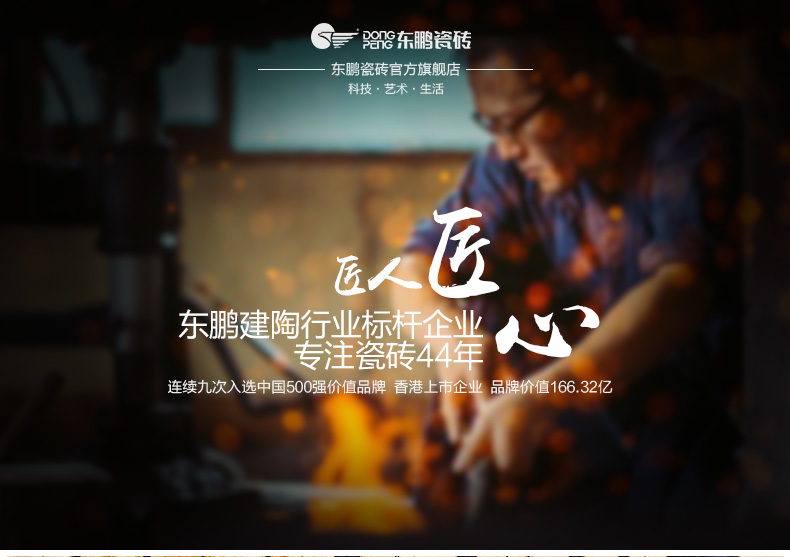 DONG
PENG 东鹏瓷砖
东鹏瓷砖官方旗舰店
科技·艺术·生活
匠人匠心
东鹏建陶行业标杆企业
专注瓷砖44年
连续九次入选中国500强价值品牌 香港上市企业 品牌价值166.32亿